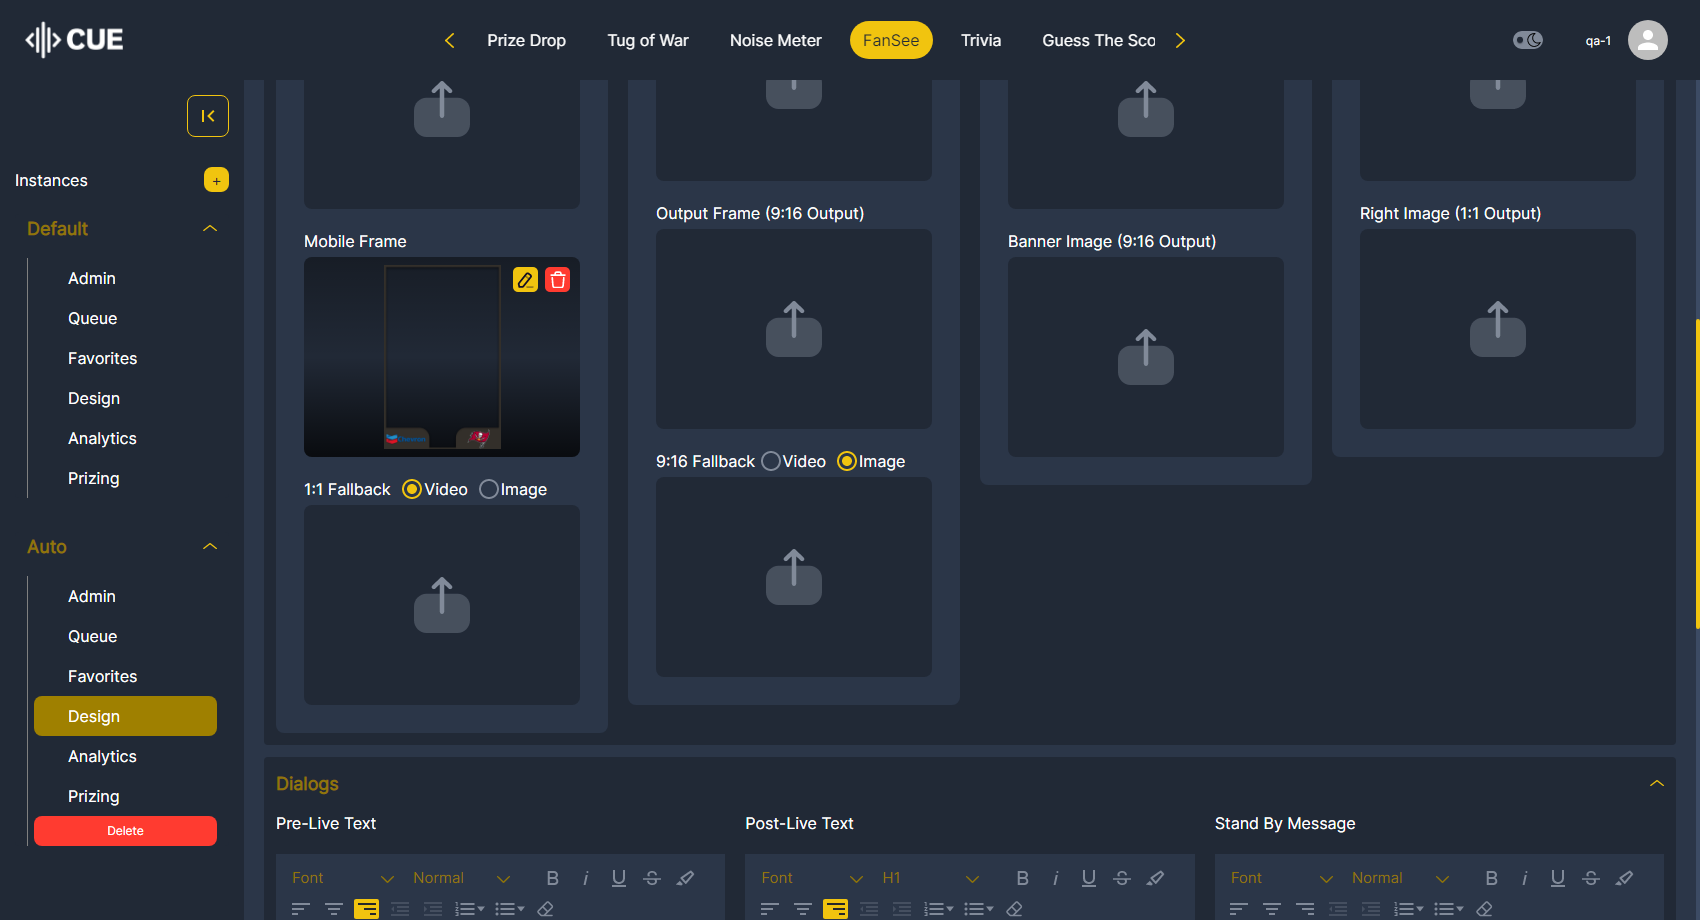 CUE
Prize Drop
Tug of War
Noise Meter
FanSee
Trivia
Guess The Sco
qa-1
Instances
+
Default
Admin
Queue
Favorites
Design
Analytics
Prizing
Auto
Admin
Queue
Favorites
Design
Analytics
Prizing
Delete
Mobile Frame
1:1 Fallback Video Image
Output Frame (9:16 Output)
9:16 Fallback Video Image
Banner Image (9:16 Output)
Right Image (1:1 Output)
Dialogs
Pre-Live Text
Font Normal B i U S
Post-Live Text
Font H1 B i U S
Stand By Message
Font Normal B i U S